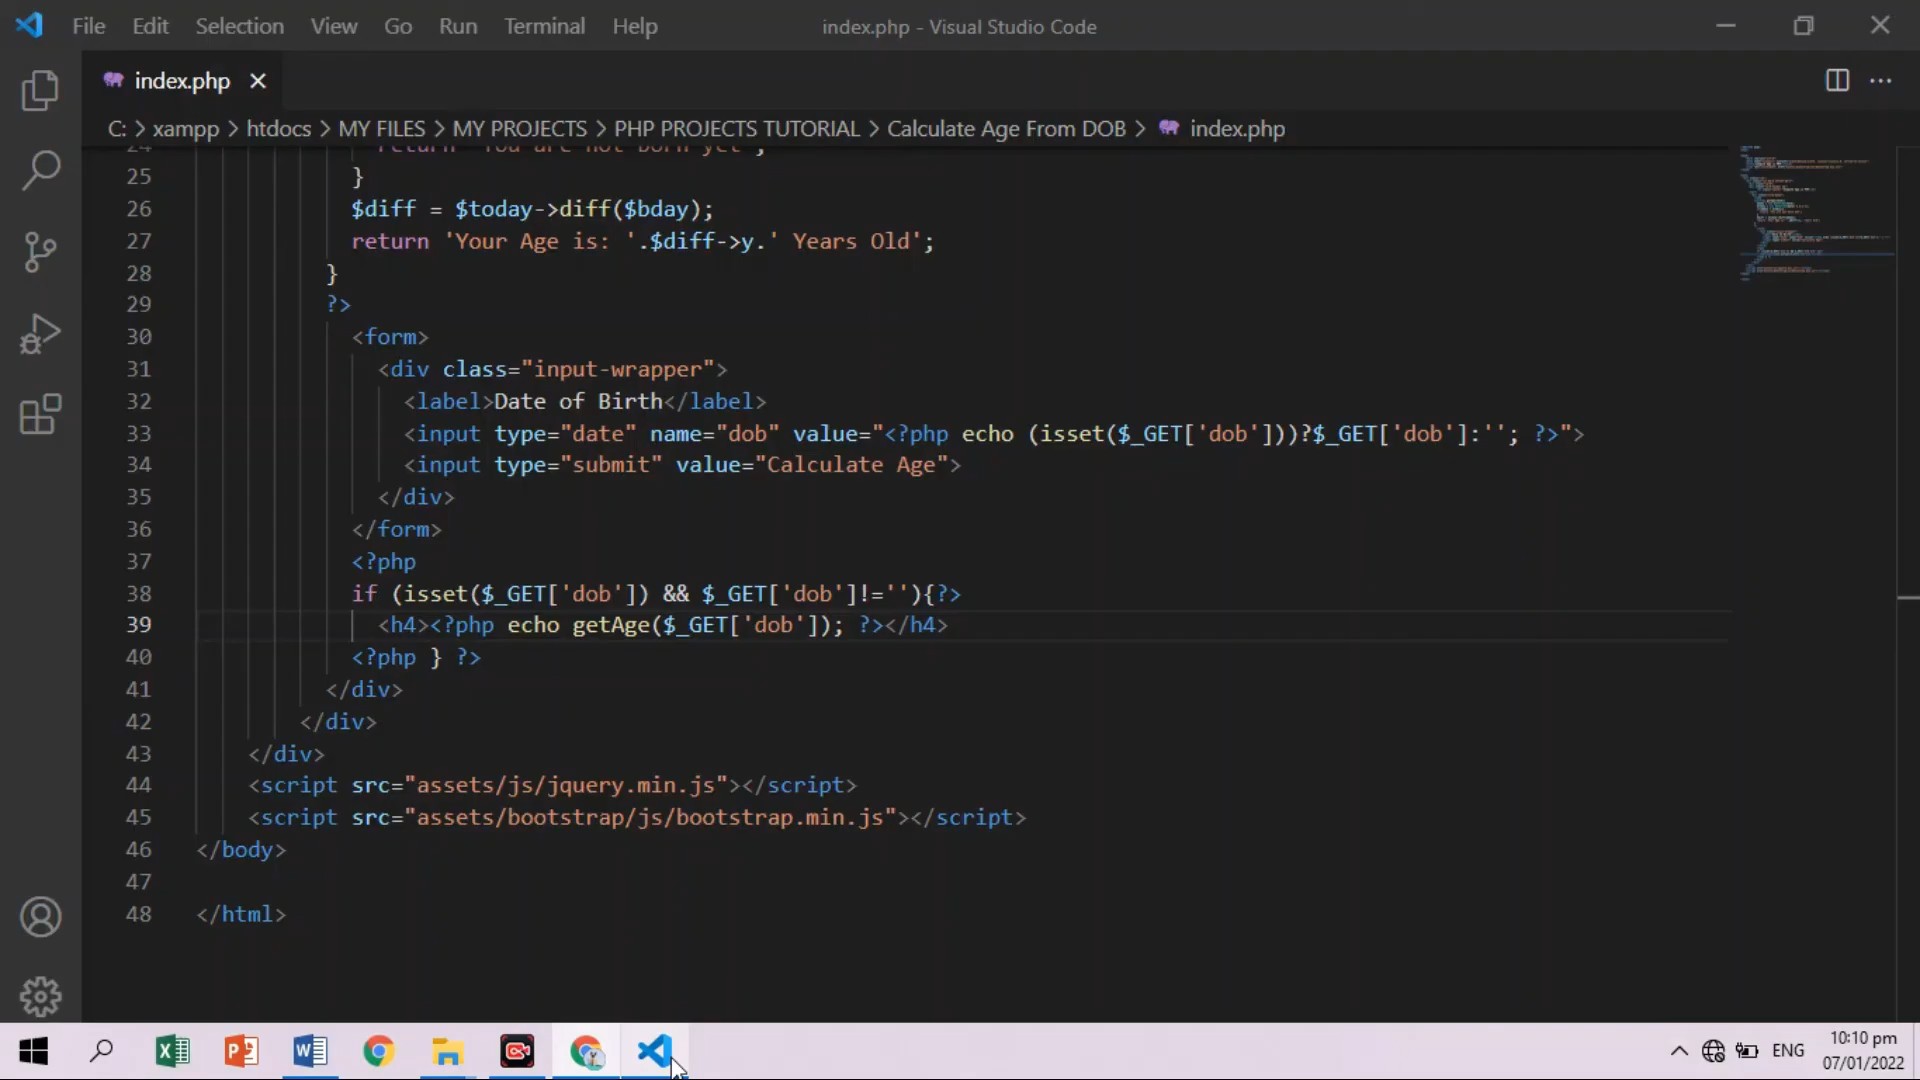 File Edit Selection View Go Run Terminal Help index.php - Visual Studio Code
index.php
C: > xampp > htdocs > MY FILES > MY PROJECTS > PHP PROJECTS TUTORIAL > Calculate Age From DOB > index.php
25 }
26 $diff = $today->diff($bday);
27 return 'Your Age is: '.$diff->y.' Years Old';
28 }
29 ?>
30 <form>
31 <div class="input-wrapper">
32 <label>Date of Birth</label>
33 <input type="date" name="dob" value="<?php echo (isset($_GET['dob']))?$_GET['dob']:''; ?>">
34 <input type="submit" value="Calculate Age">
35 </div>
36 </form>
37 <?php
38 if (isset($_GET['dob']) && $_GET['dob']!=''){?>
39 <h4><?php echo getAge($_GET['dob']); ?></h4>
40 <?php } ?>
41 </div>
42 </div>
43 </div>
44 <script src="assets/js/jquery.min.js"></script>
45 <script src="assets/bootstrap/js/bootstrap.min.js"></script>
46 </body>
47
48 </html>
ENG
10:10 pm
07/01/2022